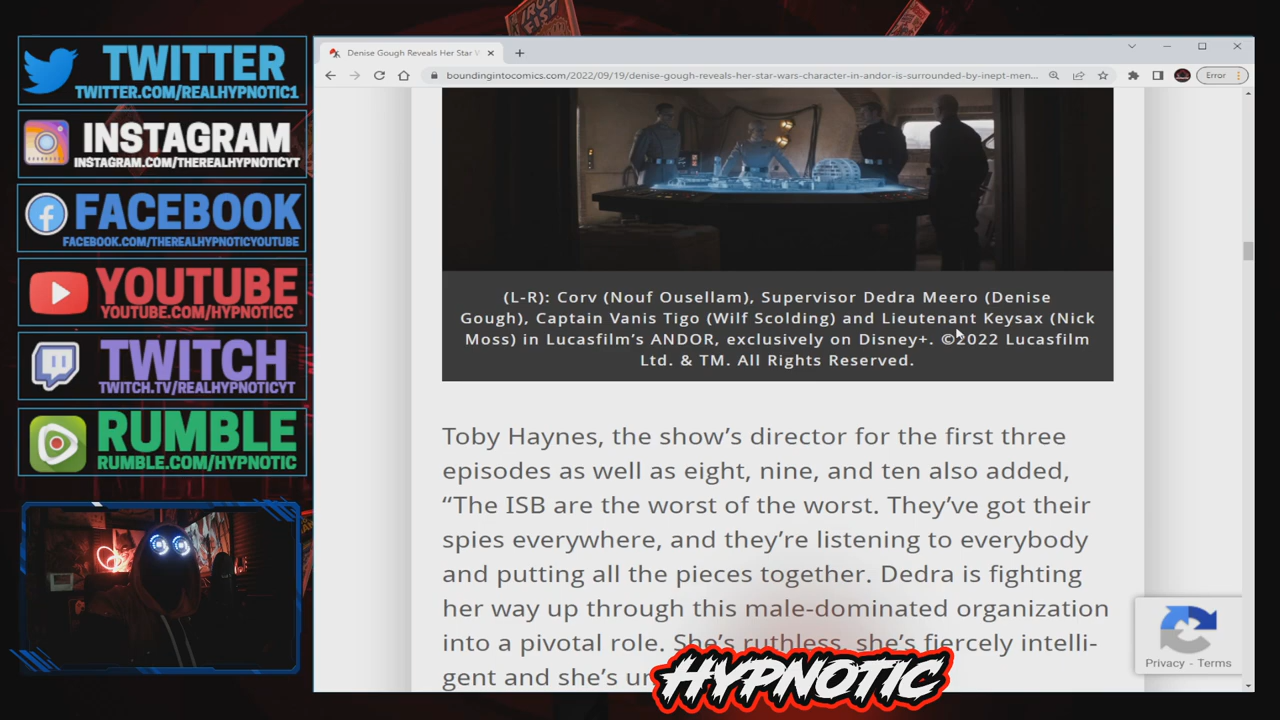 IRON FIST
TWITTER
TWITTER.COM/REALHYPNOTIC1
INSTAGRAM
INSTAGRAM.COM/THEREALHYPNOTICYT
FACEBOOK
FACEBOOK.COM/THEREALHYPNOTICYOUTUBE
YOUTUBE
YOUTUBE.COM/HYPNOTICC
TWITCH
TWITCH.TV/REALHYPNOTICYT
RUMBLE
RUMBLE.COM/HYPNOTIC
Denise Gough Reveals Her Star W
boundingintocomics.com/2022/09/19/denise-gough-reveals-her-star-wars-character-in-andor-is-surrounded-by-inept-men...
Error
(L-R): Corv (Nouf Ousellam), Supervisor Dedra Meero (Denise
Gough), Captain Vanis Tigo (Wilf Scolding) and Lieutenant Keysax (Nick
Moss) in Lucasfilm's ANDOR, exclusively on Disney+. ©2022 Lucasfilm
Ltd. & TM. All Rights Reserved.
Toby Haynes, the show's director for the first three
episodes as well as eight, nine, and ten also added,
“The ISB are the worst of the worst. They've got their
spies everywhere, and they're listening to everybody
and putting all the pieces together. Dedra is fighting
her way up through this male-dominated organization
into a pivotal role. She's ruthless, she's fiercely intelli-
gent and she's
HYPNOTIC
Privacy - Terms